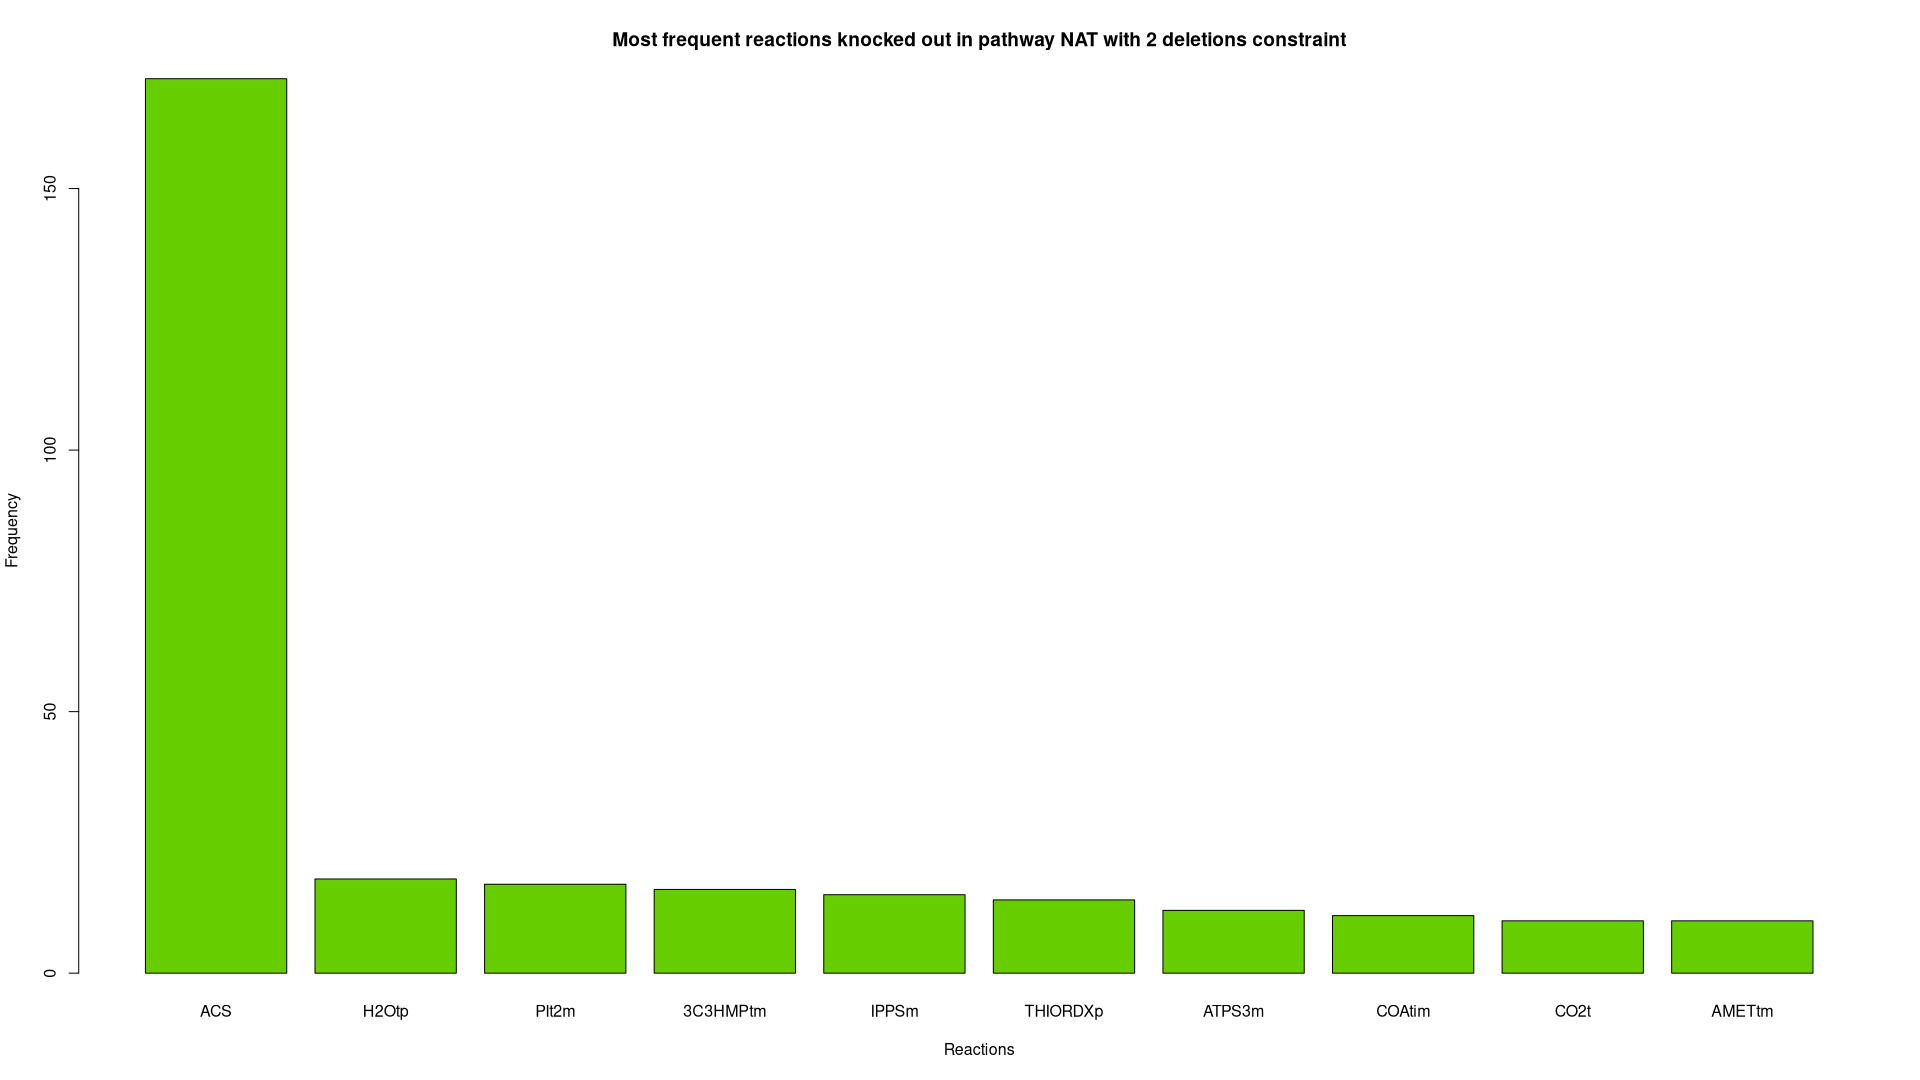 Most frequent reactions knocked out in pathway NAT with 2 deletions constraint
150
100
50
0
Frequency
ACS H2Otp PIt2m 3C3HMPtm IPPSm THIORDXp ATPS3m COAtim CO2t AMETtm
Reactions